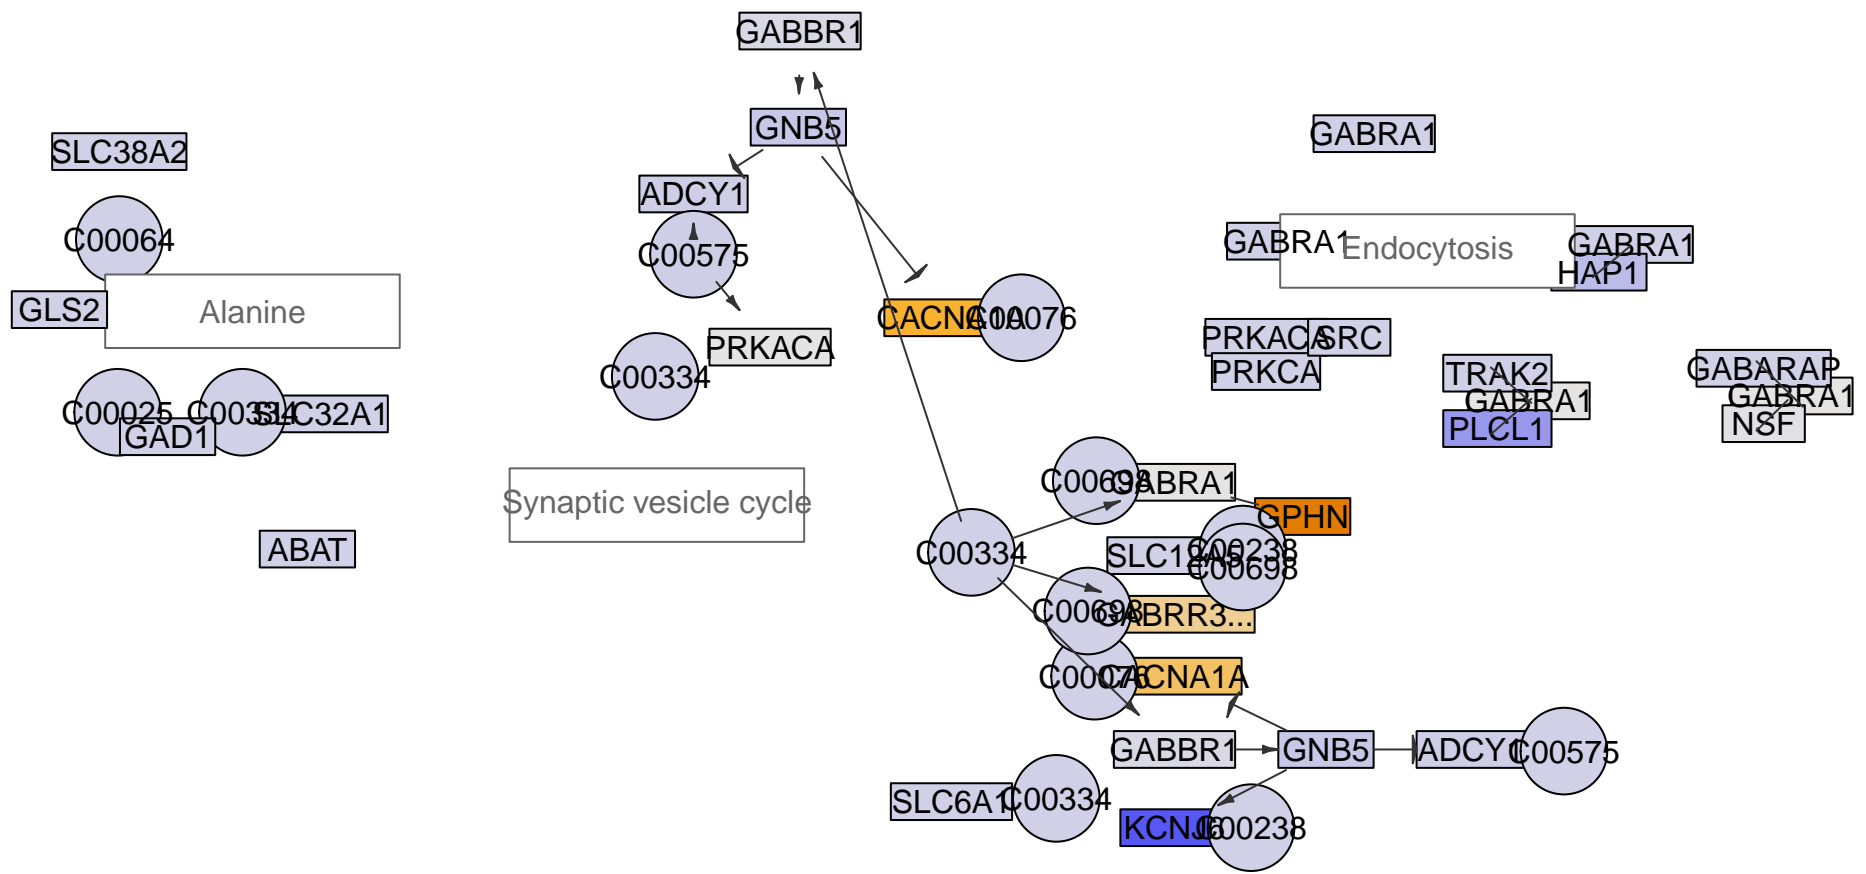 GABBR1
GNB5
GABRA1
SLC38A2
ADCY1
C00064
C00575
GABRA1
Endocytosis
GABRA1
HAP1
GLS2
Alanine
CACNA1A
C00076
PRKACA
PRKACA
SRC
C00334
PRKCA
TRAK2
GABARAP
GABRA1
GABRA1
C00025
C00334
SLC32A1
GAD1
PLCL1
NSF
C00698
GABRA1
Synaptic vesicle cycle
GPHN
ABAT
C00334
SLC12A5
C00238
C00698
C00698
GABRR3...
C00076
CACNA1A
GABBR1
GNB5
ADCY1
C00575
SLC6A1
C00334
KCNJ6
C00238